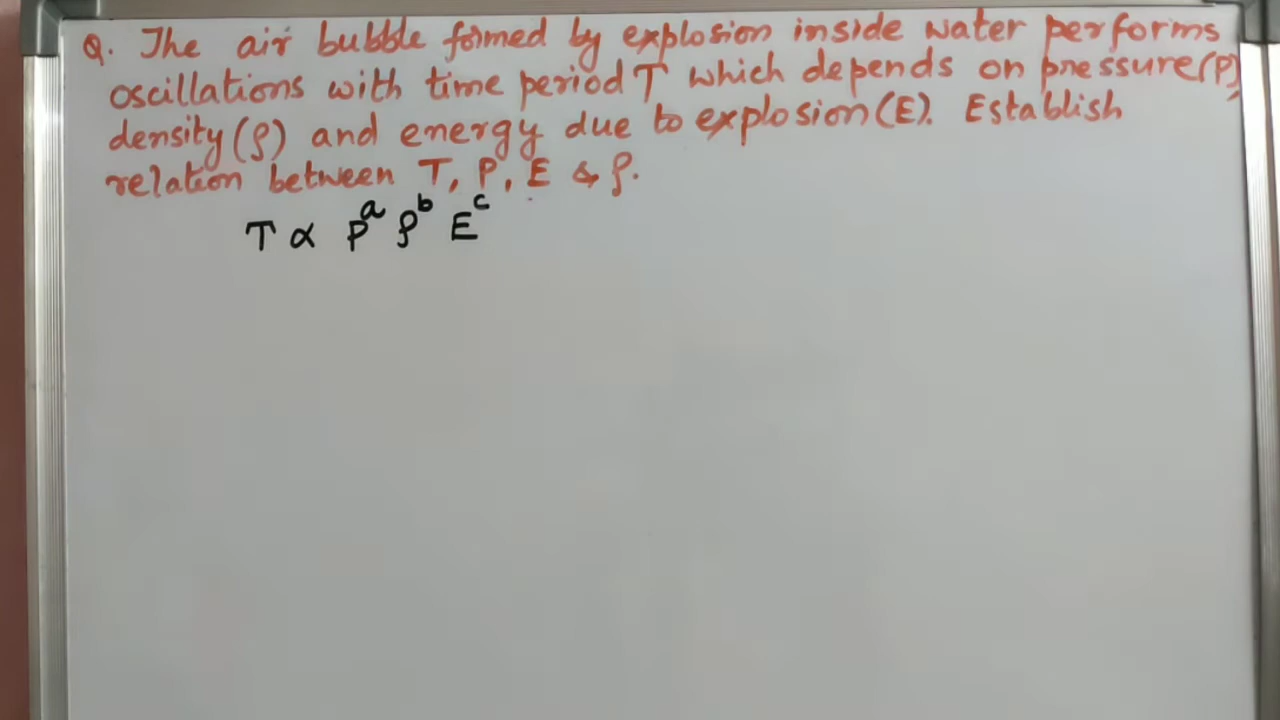 Q. The air bubble formed by explosion inside water performs
oscillations with time period T which depends on pressure(P),
density(ρ) and energy due to explosion(E). Establish
relation between T, P, E & ρ.
T ∝ P^a ρ^b E^c